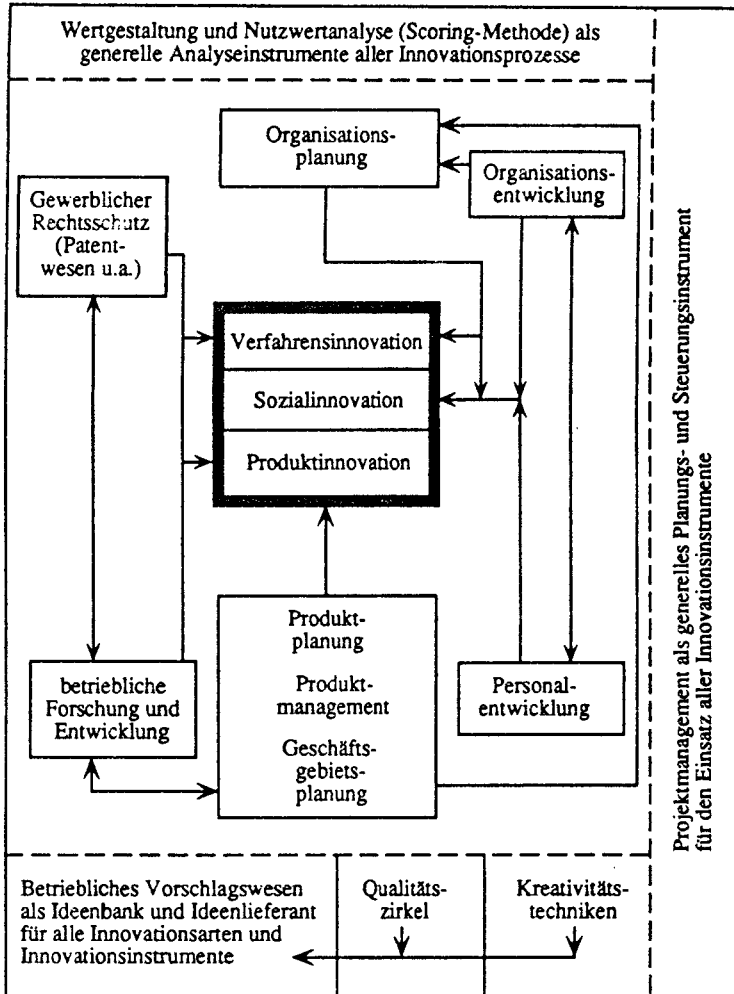 Wertgestaltung und Nutzwertanalyse (Scoring-Methode) als
generelle Analyseinstrumente aller Innovationsprozesse
Organisations-
planung
Organisations-
entwicklung
Gewerblicher
Rechtsschutz
(Patent-
wesen u.a.)
Verfahrensinnovation
Sozialinnovation
Produktinnovation
Produkt-
planung
Produkt-
management
Geschäfts-
gebiets-
planung
betriebliche
Forschung und
Entwicklung
Personal-
entwicklung
Projektmanagement als generelles Planungs- und Steuerungsinstrument
für den Einsatz aller Innovationsinstrumente
Betriebliches Vorschlagswesen
als Ideenbank und Ideenlieferant
für alle Innovationsarten und
Innovationsinstrumente
Qualitäts-
zirkel
Kreativitäts-
techniken